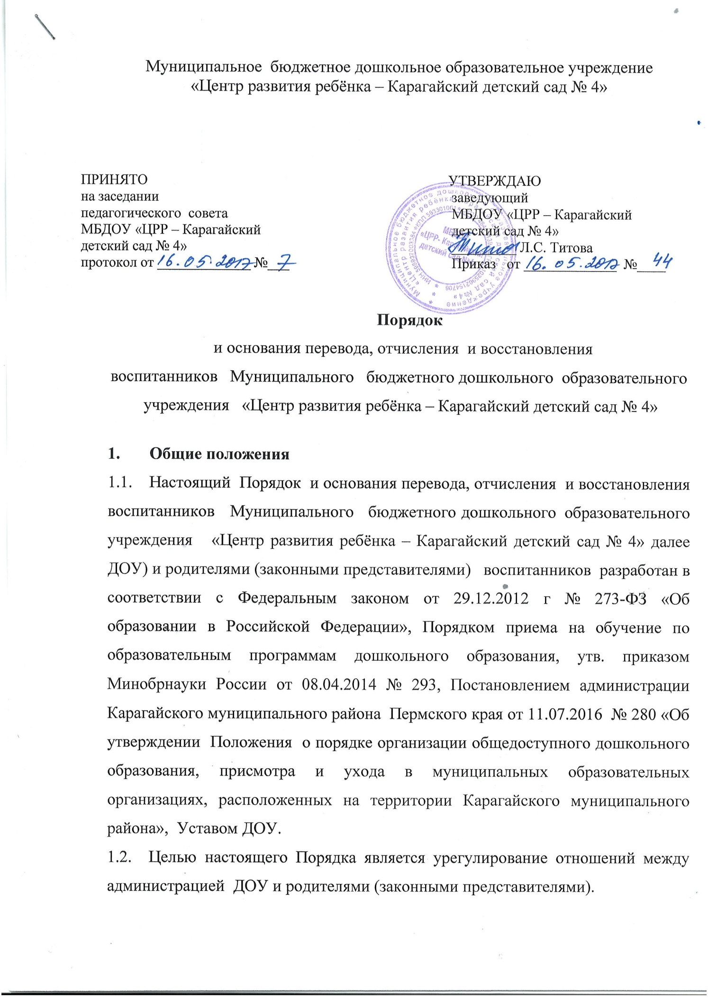 Муниципальное бюджетное дошкольное образовательное учреждение
«Центр развития ребёнка – Карагайский детский сад № 4»
ПРИНЯТО
на заседании
педагогического совета
МБДОУ «ЦРР – Карагайский
детский сад № 4»
протокол от 16.05.2017 № 7
УТВЕРЖДАЮ
заведующий
МБДОУ «ЦРР – Карагайский
детский сад № 4»
Л.С. Титова
Приказ от 16.05.2017 № 44
Порядок
и основания перевода, отчисления и восстановления
воспитанников Муниципального бюджетного дошкольного образовательного
учреждения «Центр развития ребёнка – Карагайский детский сад № 4»
1. Общие положения
1.1. Настоящий Порядок и основания перевода, отчисления и восстановления
воспитанников Муниципального бюджетного дошкольного образовательного
учреждения «Центр развития ребёнка – Карагайский детский сад № 4» далее
ДОУ) и родителями (законными представителями) воспитанников разработан в
соответствии с Федеральным законом от 29.12.2012 г № 273-ФЗ «Об
образовании в Российской Федерации», Порядком приема на обучение по
образовательным программам дошкольного образования, утв. приказом
Минобрнауки России от 08.04.2014 № 293, Постановлением администрации
Карагайского муниципального района Пермского края от 11.07.2016 № 280 «Об
утверждении Положения о порядке организации общедоступного дошкольного
образования, присмотра и ухода в муниципальных образовательных
организациях, расположенных на территории Карагайского муниципального
района», Уставом ДОУ.
1.2. Целью настоящего Порядка является урегулирование отношений между
администрацией ДОУ и родителями (законными представителями).